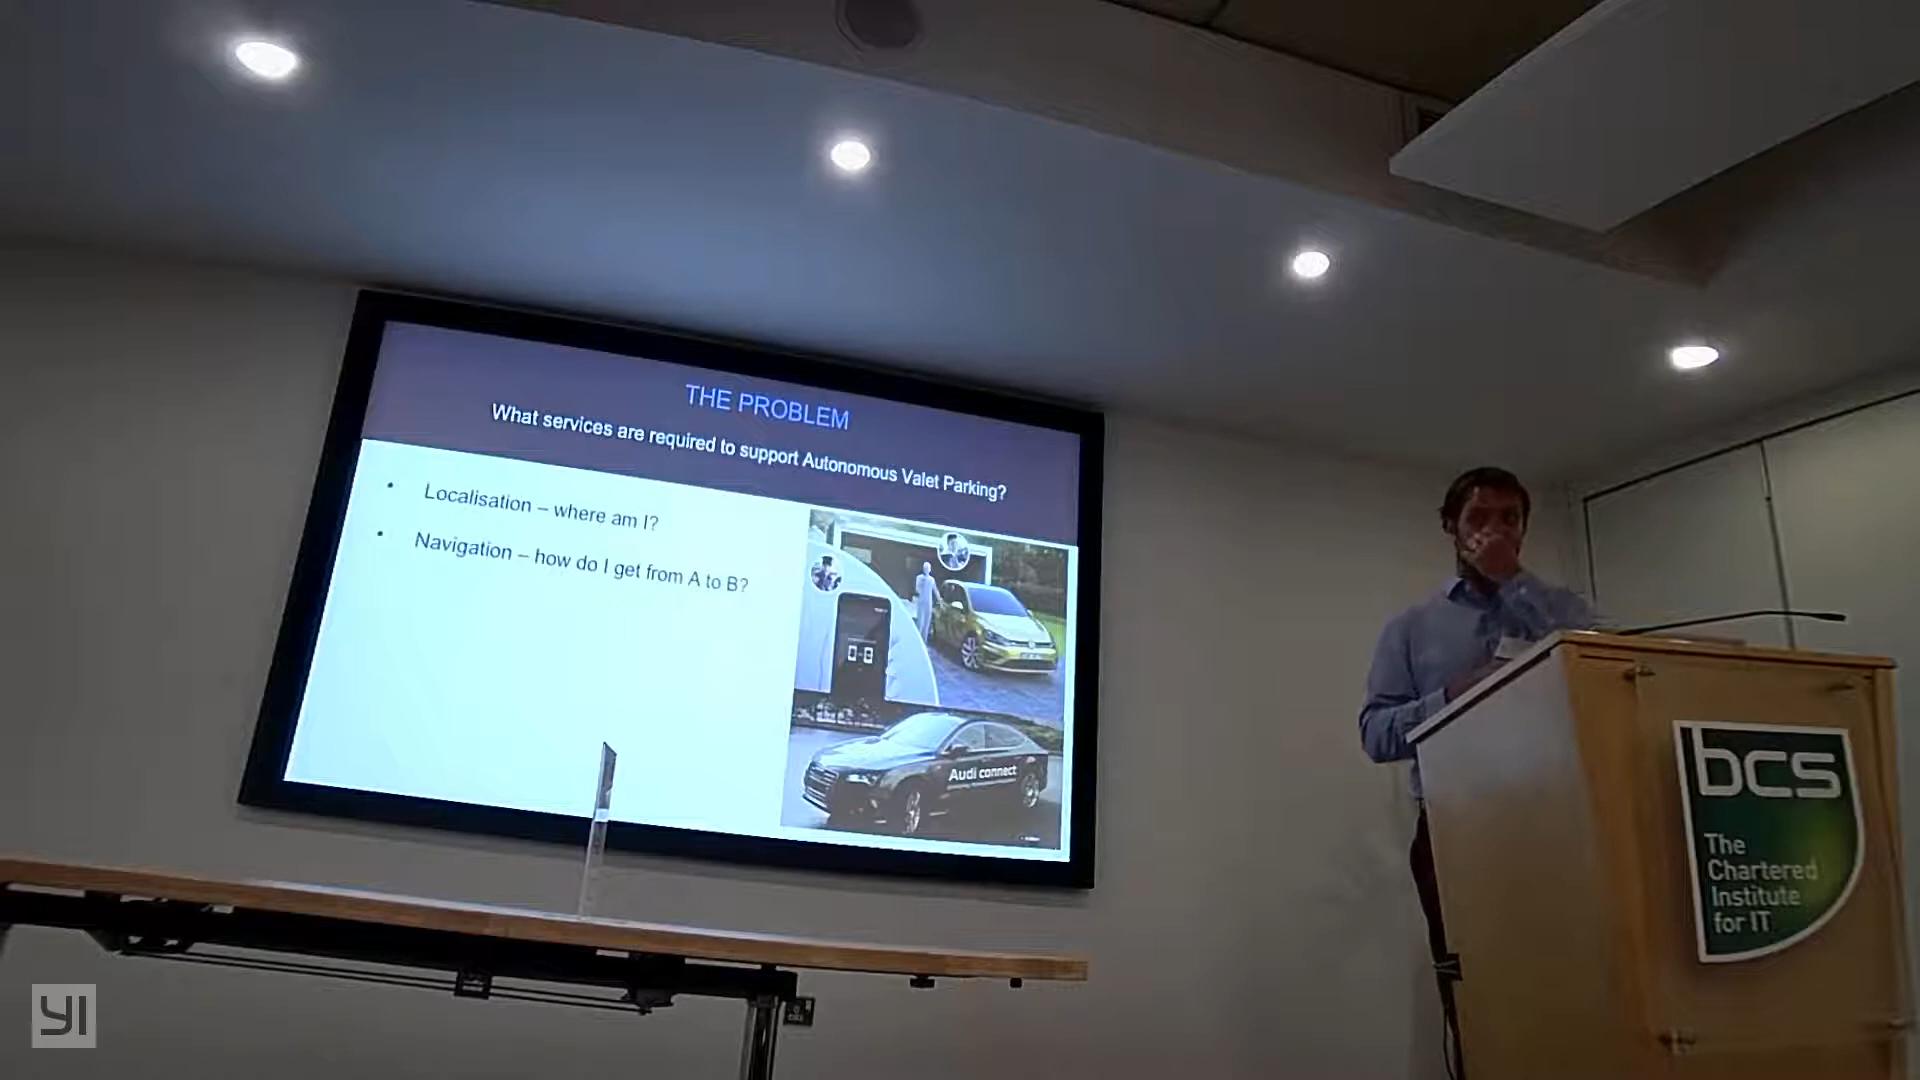 THE PROBLEM
What services are required to support Autonomous Valet Parking?
• Localisation – where am I?
• Navigation – how do I get from A to B?
Audi connect
bcs
The
Chartered
Institute
for IT
YI